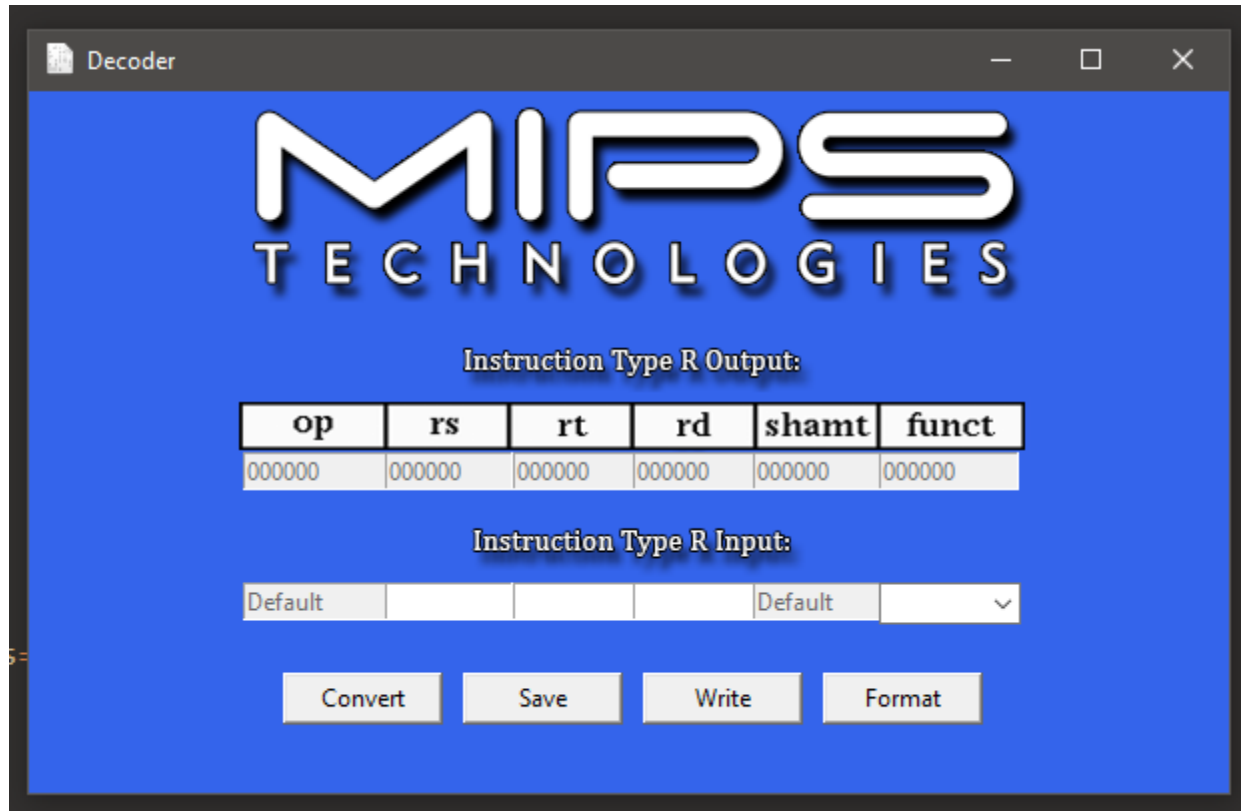 Decoder
MIPS
TECHNOLOGIES
Instruction Type R Output:
op rs rt rd shamt funct
000000 000000 000000 000000 000000 000000
Instruction Type R Input:
Default Default
s=
Convert Save Write Format